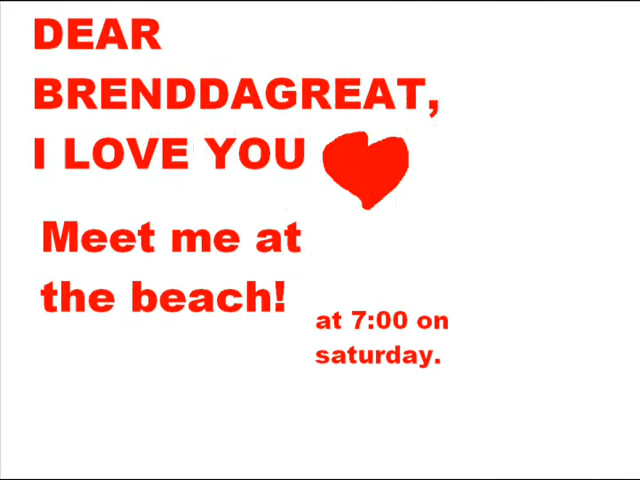 DEAR
BRENDDAGREAT,
I LOVE YOU
Meet me at
the beach!
at 7:00 on
saturday.